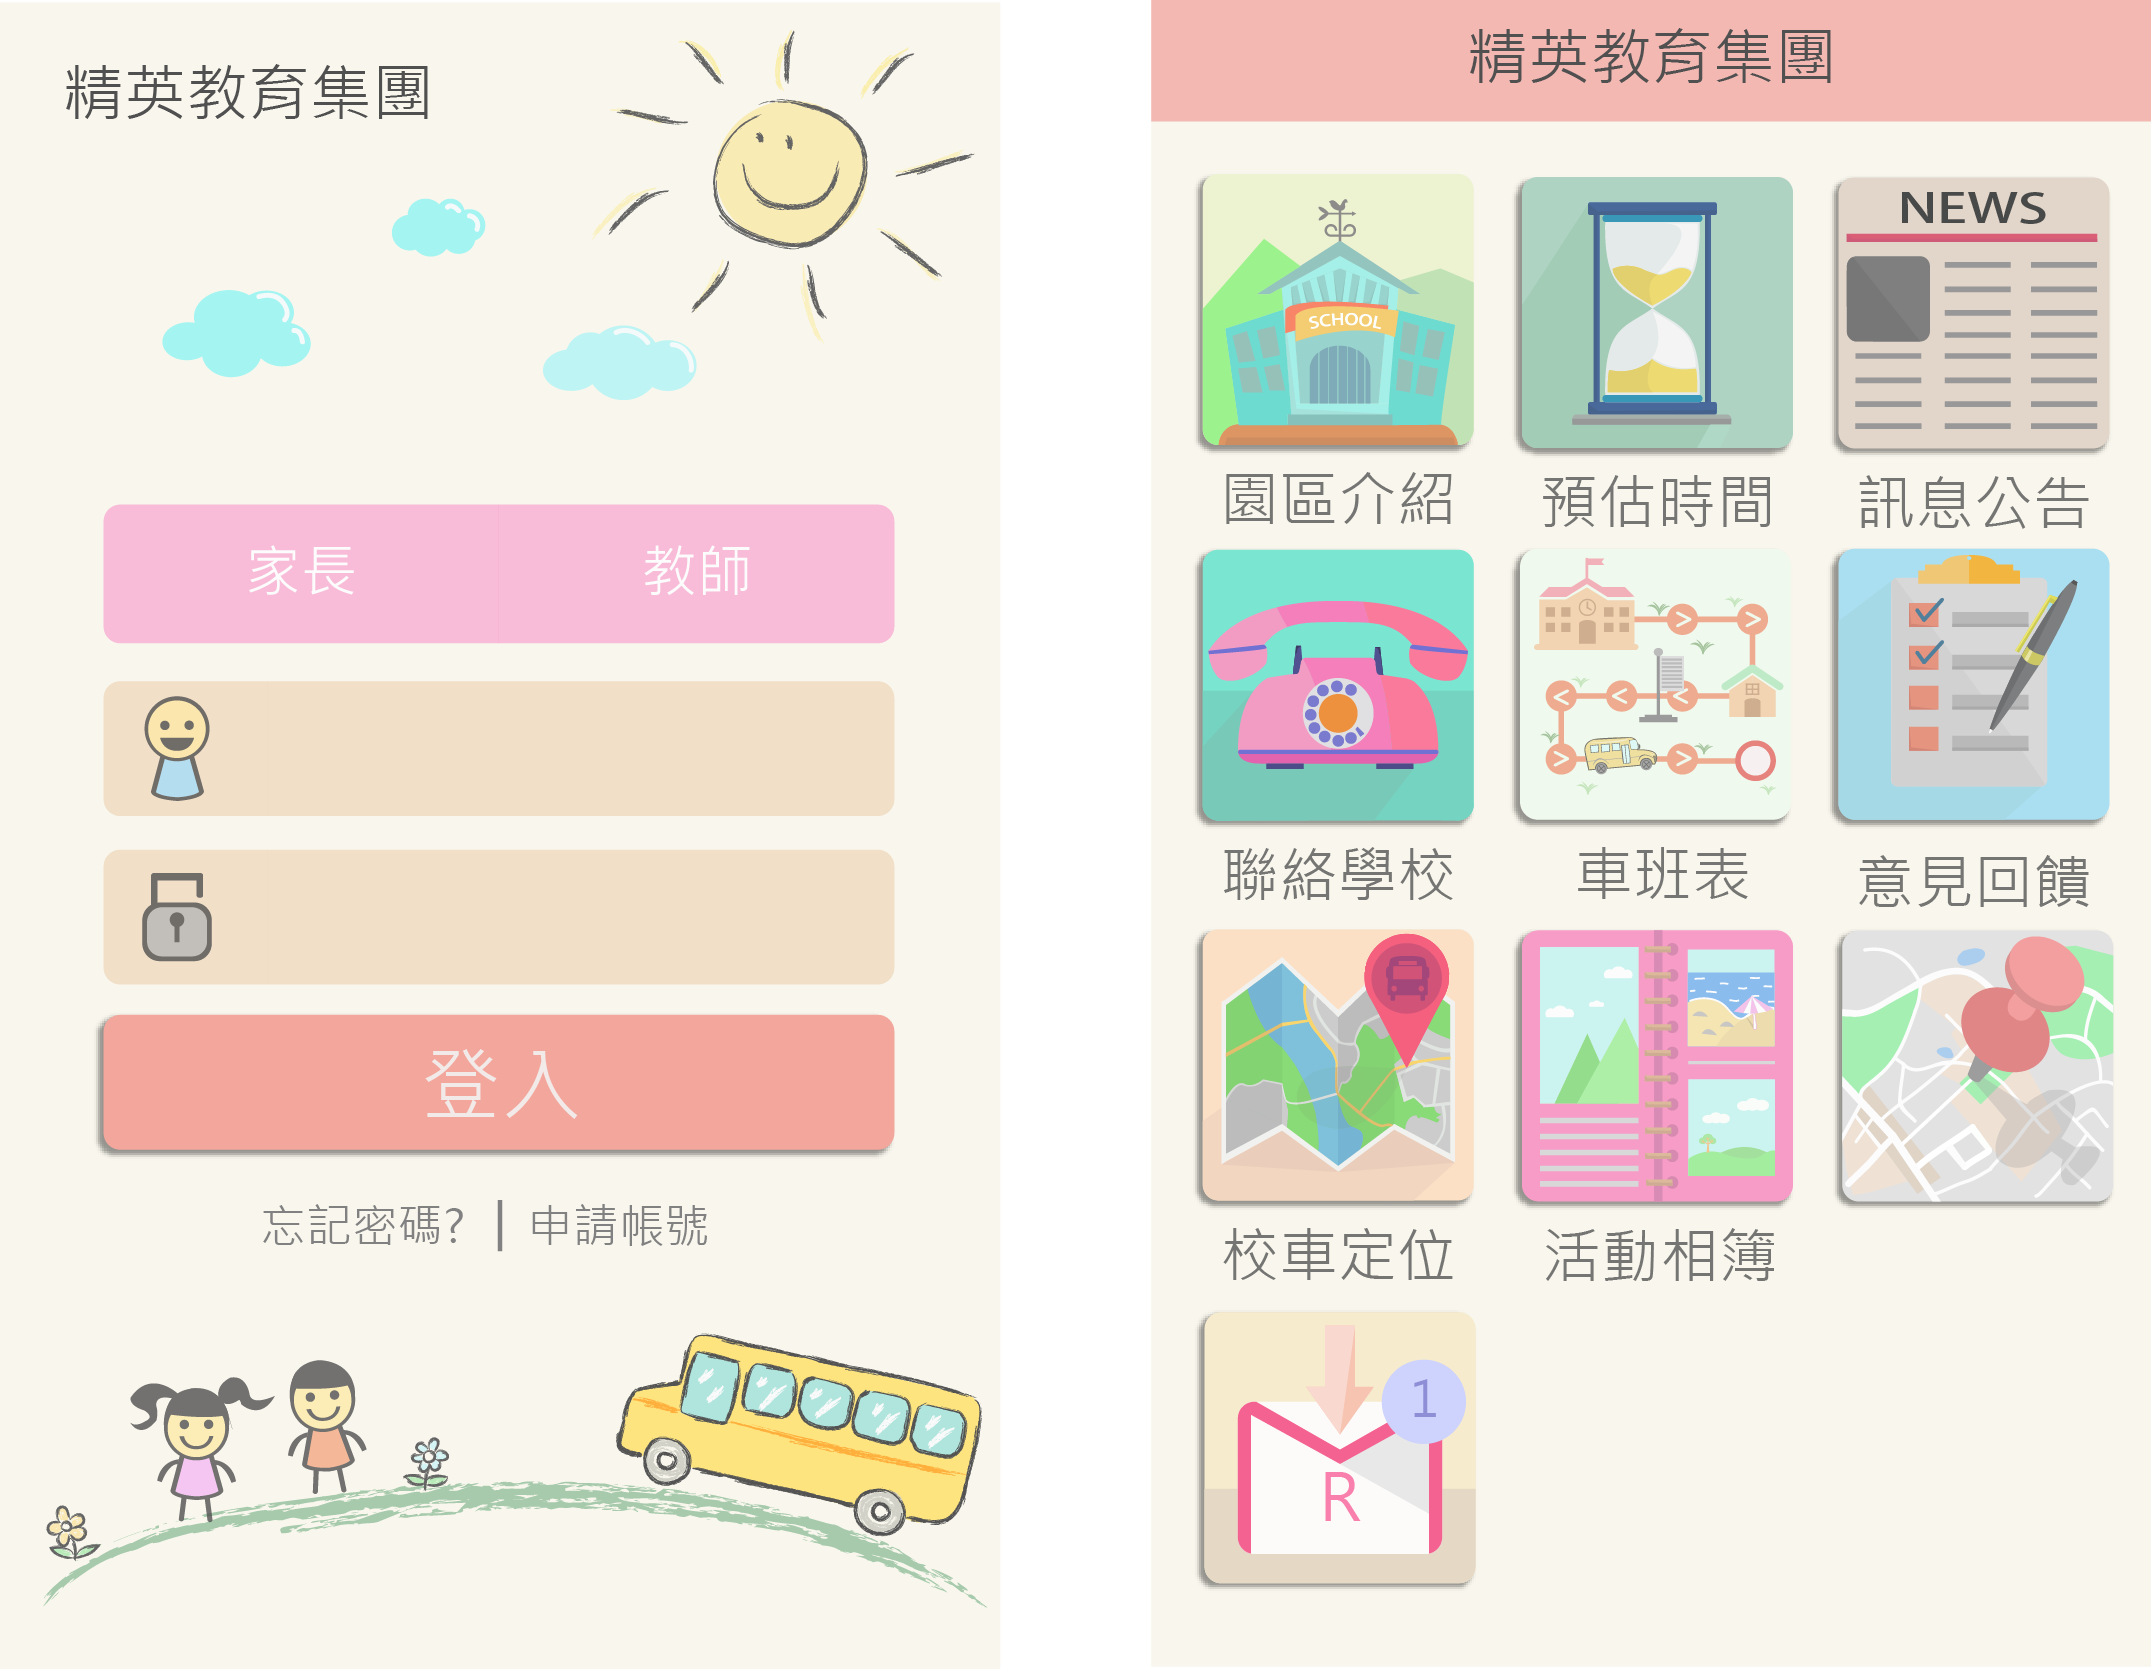 精英教育集團
家長 教師
登入
忘記密碼? | 申請帳號
精英教育集團
SCHOOL
NEWS
園區介紹 預估時間 訊息公告
聯絡學校 車班表 意見回饋
校車定位 活動相簿
1
R